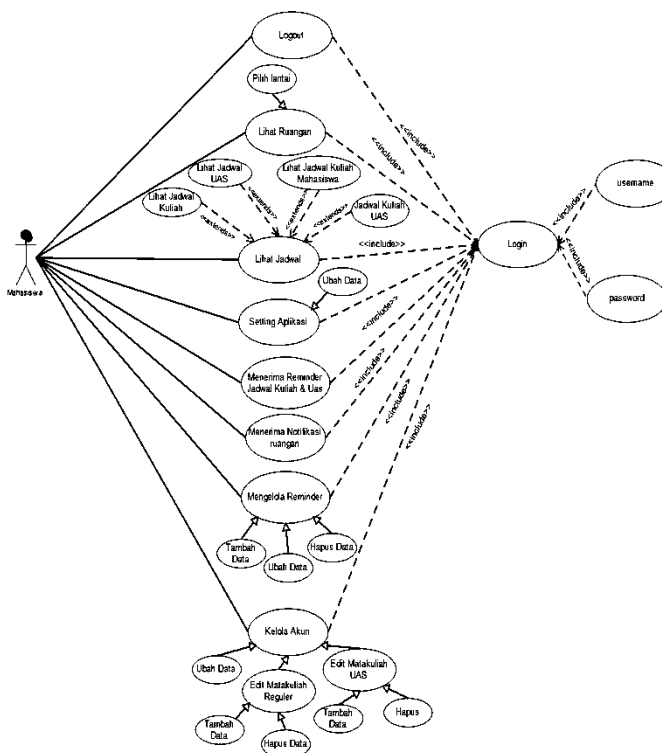 Logout
<<include>>
Pilih lantai
Lihat Ruangan
<<include>>
Lihat Jadwal
UAS
Lihat Jadwal Kuliah
Mahasiswa
Lihat Jadwal
Kuliah
Jadwal Kuliah
UAS
<<extends>>
<<extends>>
<<extends>>
<<extends>>
Lihat Jadwal
<<include>>
Login
username
<<include>>
<<include>>
password
Mahasiswa
Ubah Data
Setting Aplikasi
<<include>>
Menerima Reminder
Jadwal Kuliah & Uas
<<include>>
Menerima Notifikasi
ruangan
<<include>>
Mengelola Reminder
<<include>>
Tambah
Data
Ubah Data
Hapus Data
Kelola Akun
<<include>>
Ubah Data
Edit Matakuliah
Reguler
Edit Matakuliah
UAS
Tambah
Data
Hapus Data
Tambah
Data
Hapus